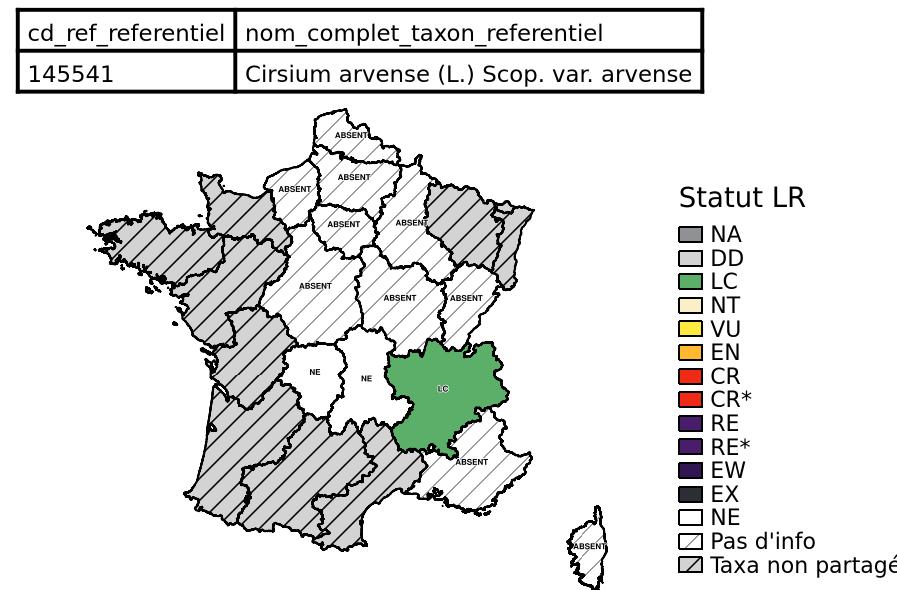 cd_ref_referentiel nom_complet_taxon_referentiel
145541 Cirsium arvense (L.) Scop. var. arvense
ABSENT
ABSENT
ABSENT
ABSENT
ABSENT
ABSENT
ABSENT
ABSENT
NE
NE
LC
ABSENT
ABSENT
Statut LR
NA
DD
LC
NT
VU
EN
CR
CR*
RE
RE*
EW
EX
NE
Pas d'info
Taxa non partagé